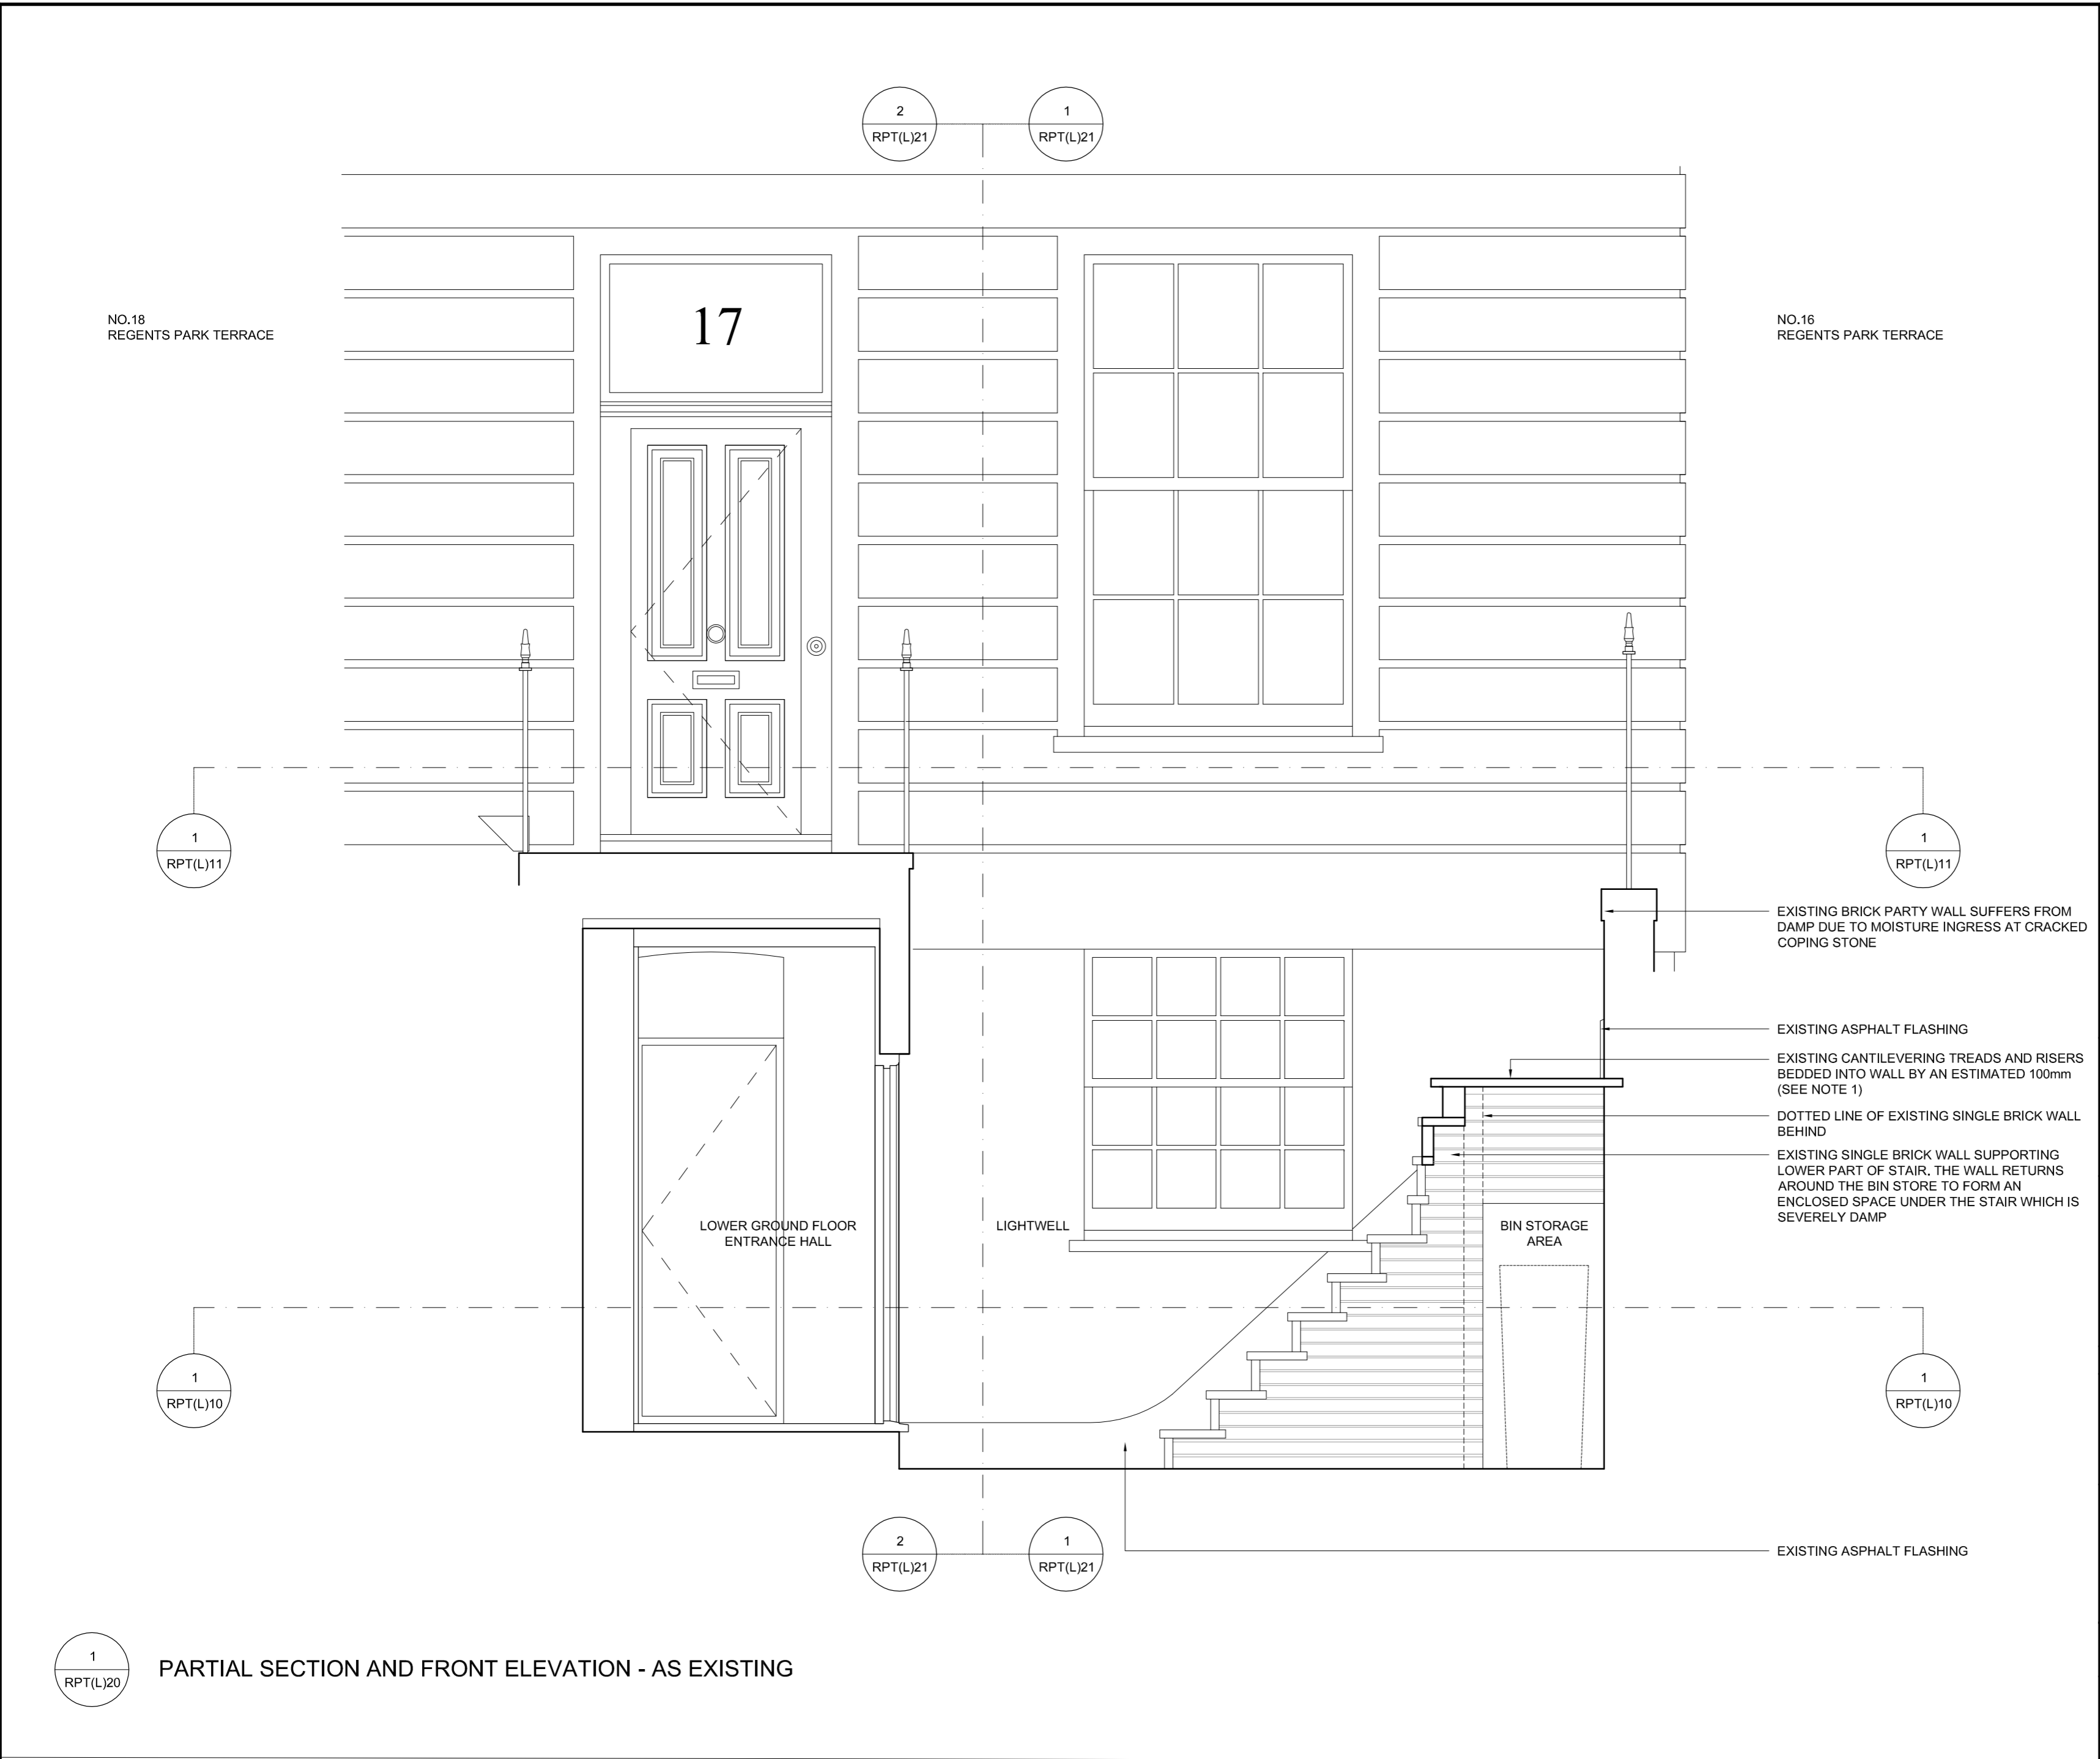 2
RPT(L)21
1
RPT(L)21
NO.18
REGENTS PARK TERRACE
17
NO.16
REGENTS PARK TERRACE
1
RPT(L)11
1
RPT(L)11
EXISTING BRICK PARTY WALL SUFFERS FROM
DAMP DUE TO MOISTURE INGRESS AT CRACKED
COPING STONE
EXISTING ASPHALT FLASHING
EXISTING CANTILEVERING TREADS AND RISERS
BEDDED INTO WALL BY AN ESTIMATED 100mm
(SEE NOTE 1)
DOTTED LINE OF EXISTING SINGLE BRICK WALL
BEHIND
EXISTING SINGLE BRICK WALL SUPPORTING
LOWER PART OF STAIR, THE WALL RETURNS
AROUND THE BIN STORE TO FORM AN
ENCLOSED SPACE UNDER THE STAIR WHICH IS
SEVERELY DAMP
LOWER GROUND FLOOR
ENTRANCE HALL
LIGHTWELL
BIN STORAGE
AREA
1
RPT(L)10
1
RPT(L)10
2
RPT(L)21
1
RPT(L)21
EXISTING ASPHALT FLASHING
1
RPT(L)20
PARTIAL SECTION AND FRONT ELEVATION - AS EXISTING